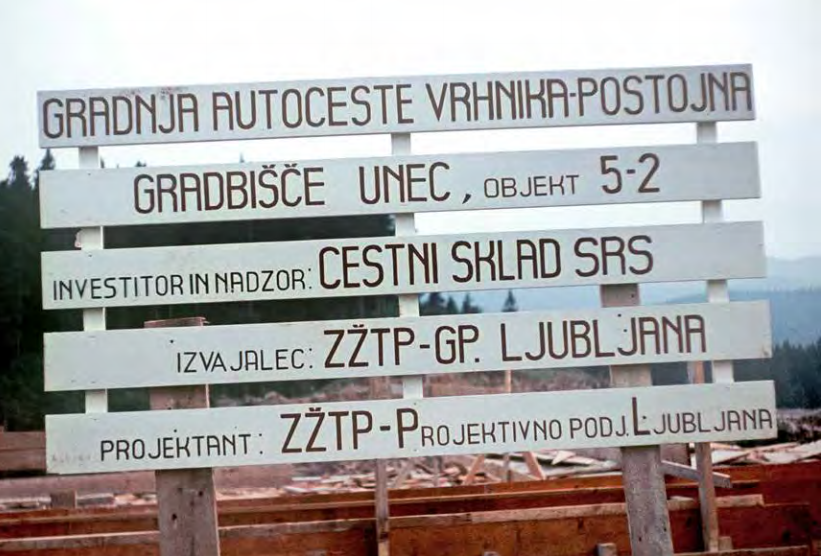 GRADNJA AUTOCESTE VRHNIKA-POSTOJNA
GRADBIŠČE UNEC, OBJEKT 5-2
INVESTITOR IN NADZOR: CESTNI SKLAD SRS
IZVAJALEC: ZŽTP-GP. LJUBLJANA
PROJEKTANT: ZŽTP-PROJEKTIVNO PODJ. LJUBLJANA